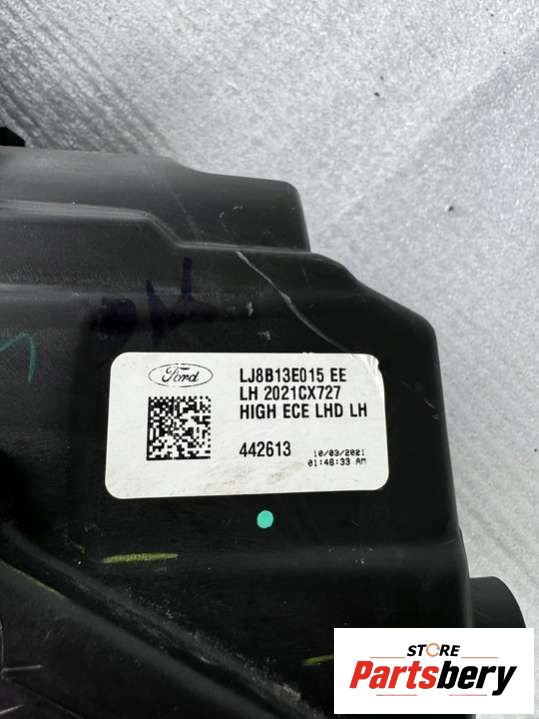 Ford
LJ8B13E015 EE
LH 2021CX727
HIGH ECE LHD LH
442613
10/03/2021
01:48:33 AM
STORE
Partsbery